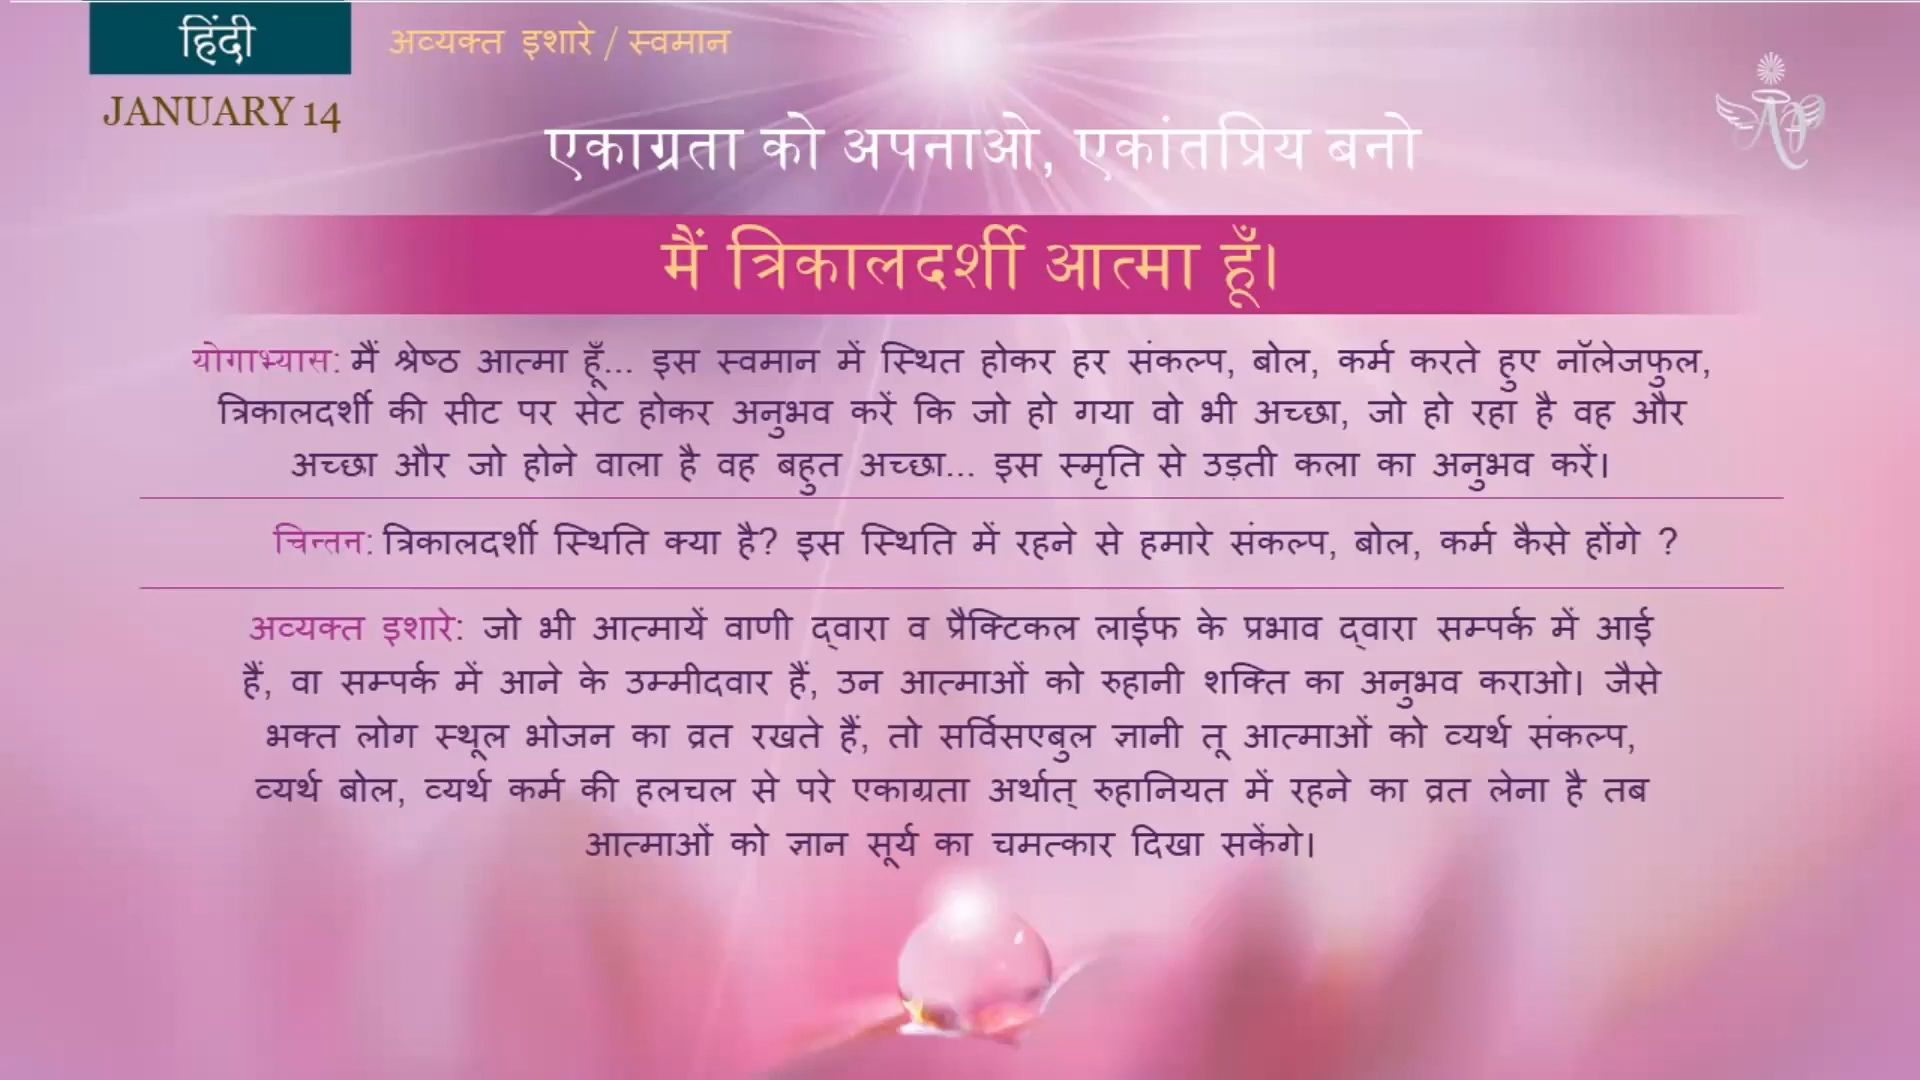 हिंदी
अव्यक्त इशारे / स्वमान
JANUARY 14
एकाग्रता को अपनाओ, एकांतप्रिय बनो
मैं त्रिकालदर्शी आत्मा हूँ।
योगाभ्यास: मैं श्रेष्ठ आत्मा हूँ... इस स्वमान में स्थित होकर हर संकल्प, बोल, कर्म करते हुए नॉलेजफुल,
त्रिकालदर्शी की सीट पर सेट होकर अनुभव करें कि जो हो गया वो भी अच्छा, जो हो रहा है वह और
अच्छा और जो होने वाला है वह बहुत अच्छा... इस स्मृति से उड़ती कला का अनुभव करें।
चिन्तन: त्रिकालदर्शी स्थिति क्या है? इस स्थिति में रहने से हमारे संकल्प, बोल, कर्म कैसे होंगे ?
अव्यक्त इशारे: जो भी आत्मायें वाणी द्वारा व प्रैक्टिकल लाईफ के प्रभाव द्वारा सम्पर्क में आई
हैं, वा सम्पर्क में आने के उम्मीदवार हैं, उन आत्माओं को रुहानी शक्ति का अनुभव कराओ। जैसे
भक्त लोग स्थूल भोजन का व्रत रखते हैं, तो सर्विसएबुल ज्ञानी तू आत्माओं को व्यर्थ संकल्प,
व्यर्थ बोल, व्यर्थ कर्म की हलचल से परे एकाग्रता अर्थात् रुहानियत में रहने का व्रत लेना है तब
आत्माओं को ज्ञान सूर्य का चमत्कार दिखा सकेंगे।